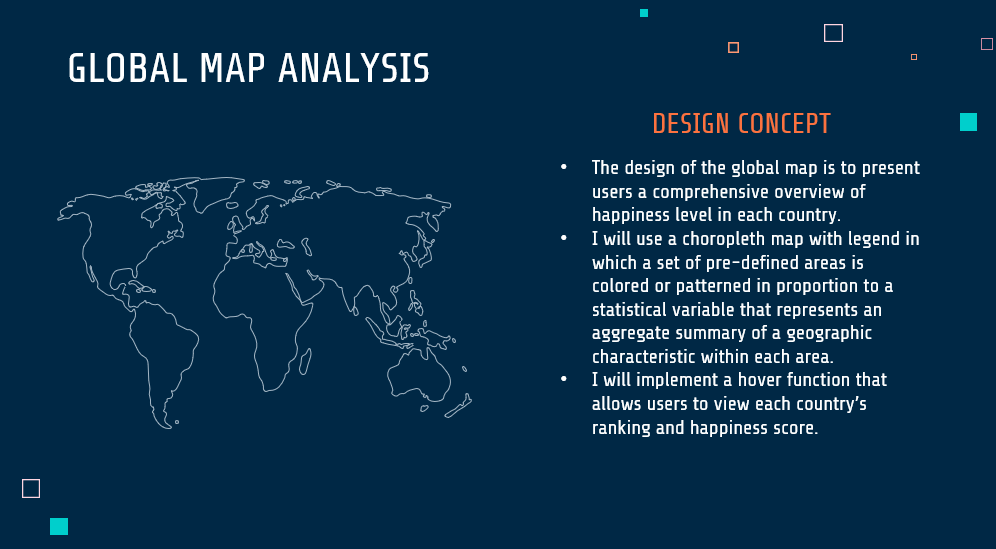 GLOBAL MAP ANALYSIS
DESIGN CONCEPT
• The design of the global map is to present
users a comprehensive overview of
happiness level in each country.
• I will use a choropleth map with legend in
which a set of pre-defined areas is
colored or patterned in proportion to a
statistical variable that represents an
aggregate summary of a geographic
characteristic within each area.
• I will implement a hover function that
allows users to view each country's
ranking and happiness score.